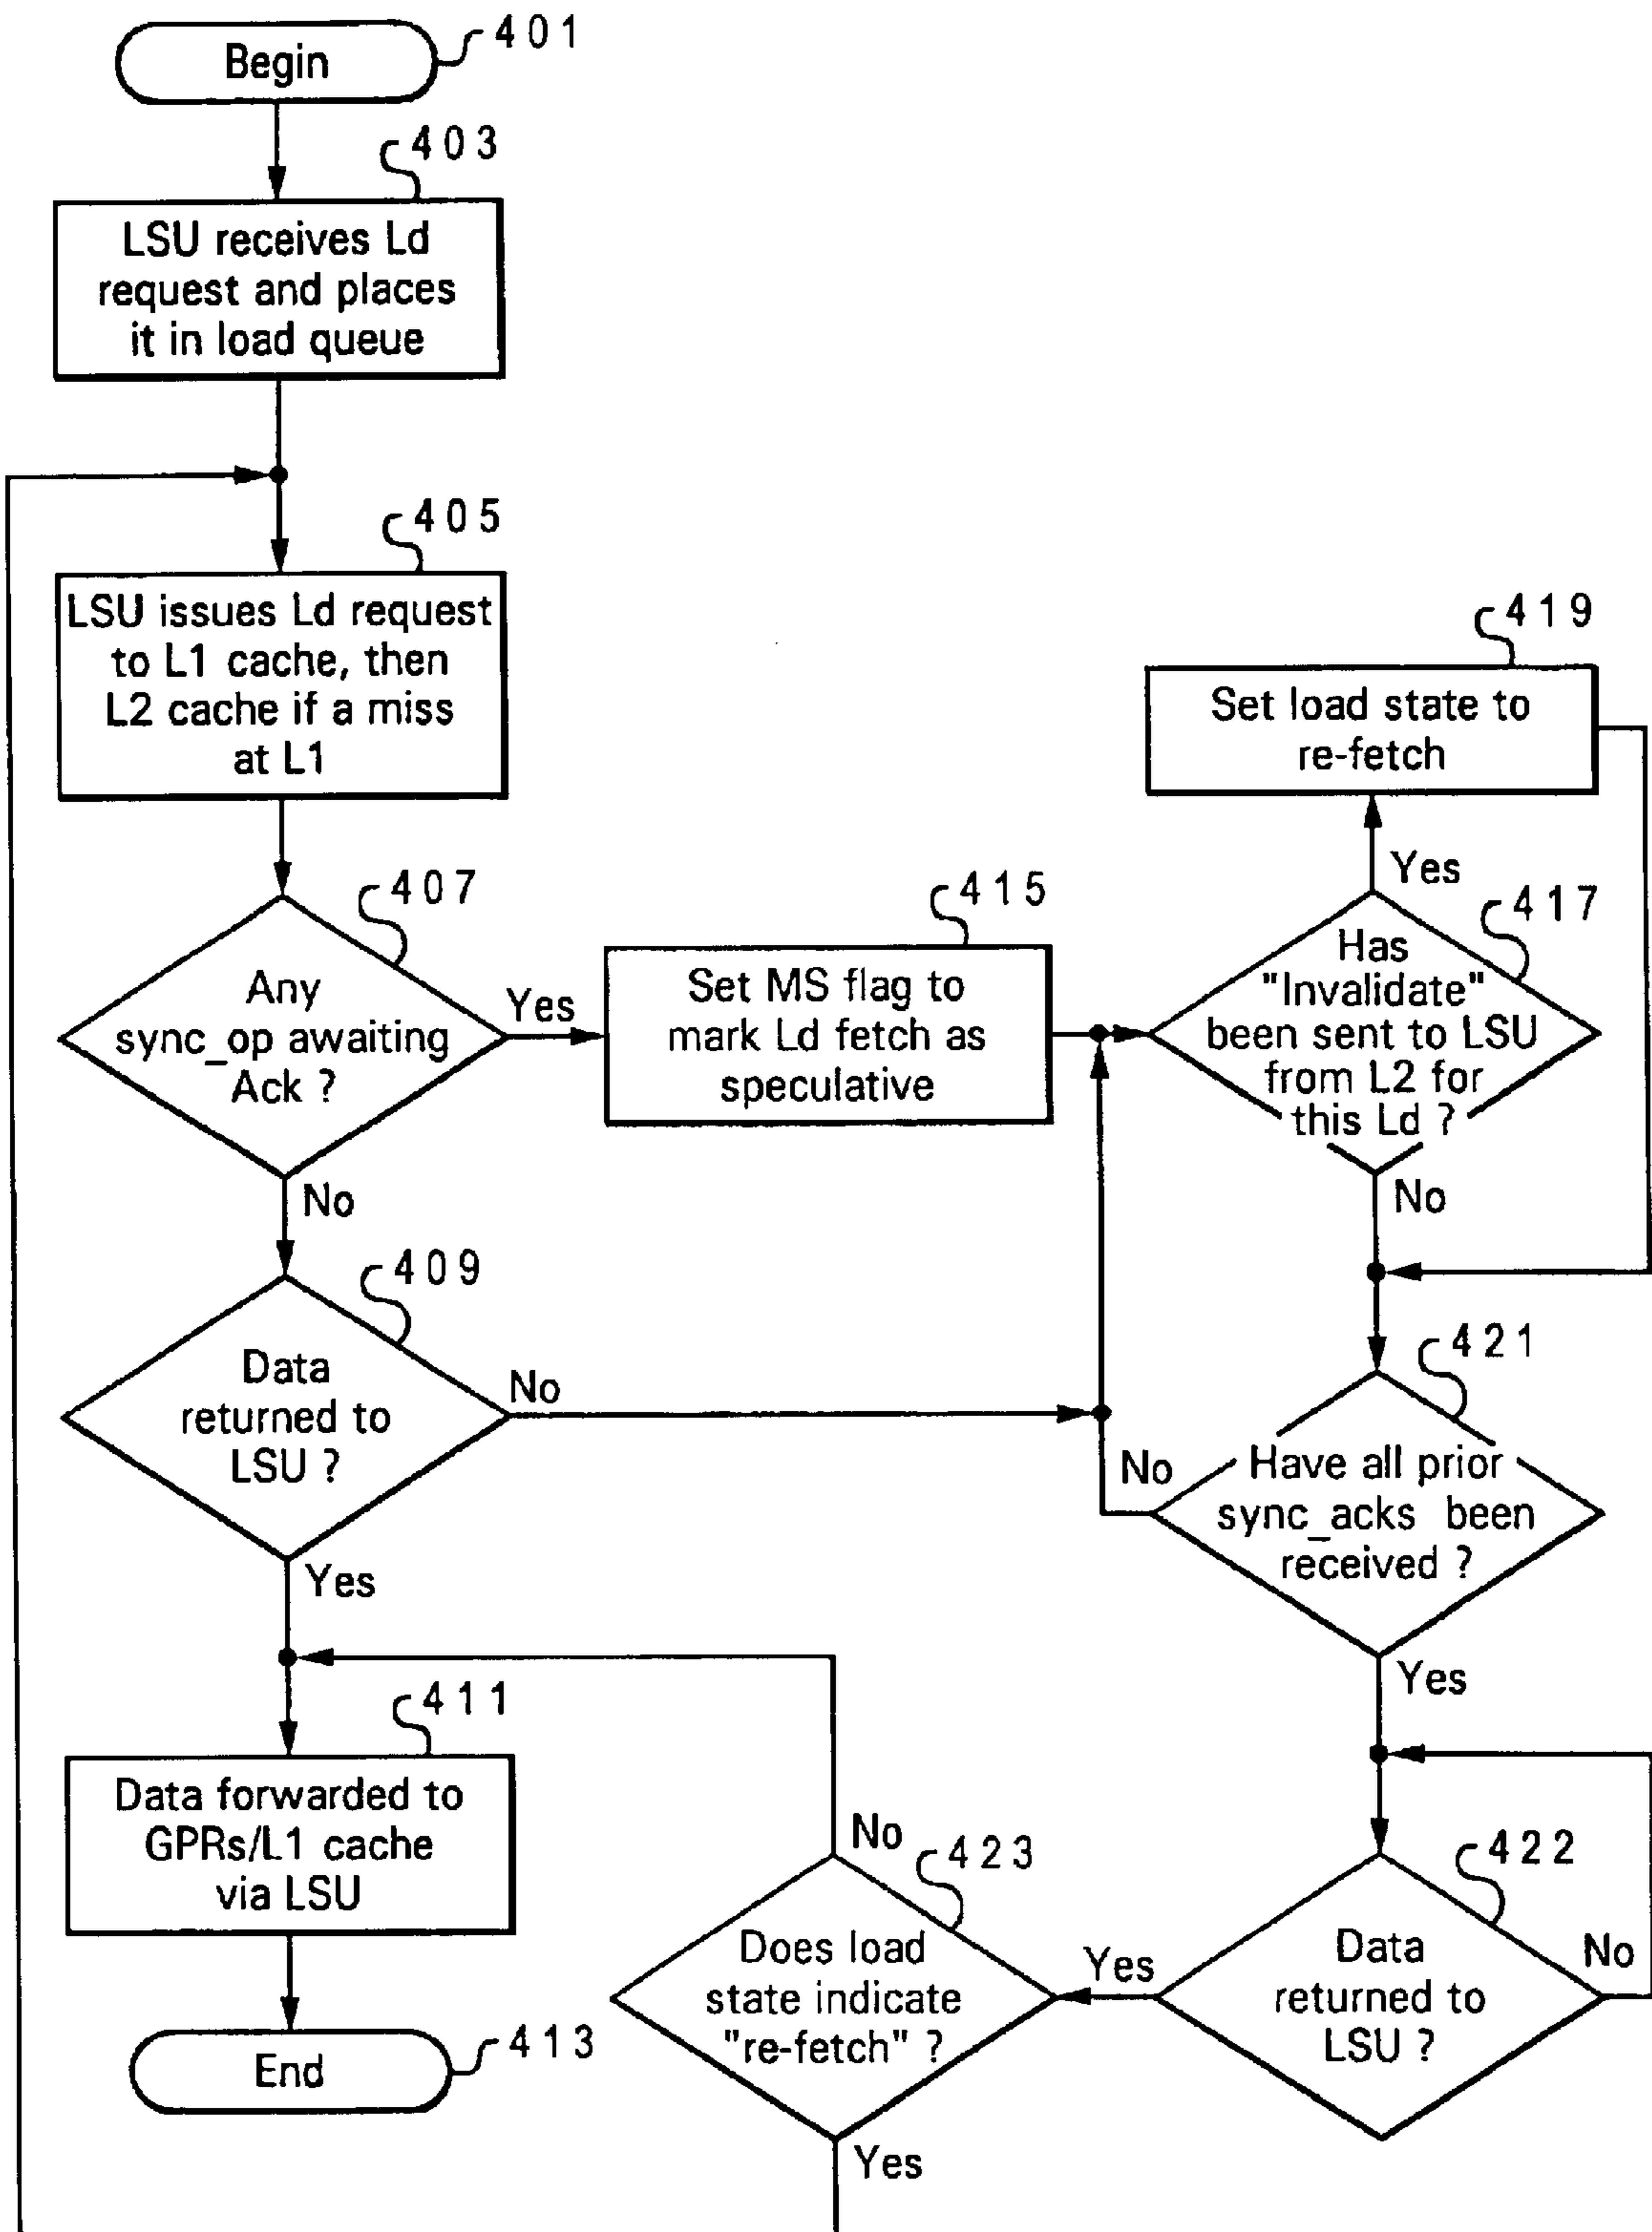 Begin
401
403
LSU receives Ld
request and places
it in load queue
405
LSU issues Ld request
to L1 cache, then
L2 cache if a miss
at L1
407
Any
sync_op awaiting
Ack ?
Yes
No
415
Set MS flag to
mark Ld fetch as
speculative
419
Set load state to
re-fetch
Yes
417
Has
"Invalidate"
been sent to LSU
from L2 for
this Ld ?
No
409
Data
returned to
LSU ?
No
Yes
421
Have all prior
sync_acks been
received ?
No
Yes
411
Data forwarded to
GPRs/L1 cache
via LSU
No
423
Does load
state indicate
"re-fetch" ?
Yes
Yes
422
Data
returned to
LSU ?
No
End
413